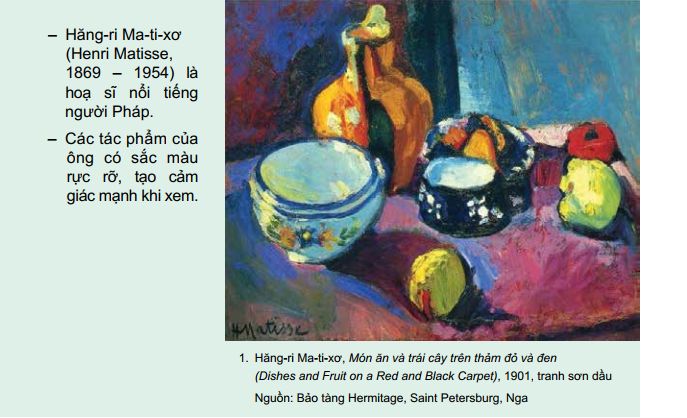 – Hăng-ri Ma-ti-xơ
(Henri Matisse,
1869 – 1954) là
hoạ sĩ nổi tiếng
người Pháp.
– Các tác phẩm của
ông có sắc màu
rực rỡ, tạo cảm
giác mạnh khi xem.
H Matisse
1. Hăng-ri Ma-ti-xơ, Món ăn và trái cây trên thảm đỏ và đen
(Dishes and Fruit on a Red and Black Carpet), 1901, tranh sơn dầu
Nguồn: Bảo tàng Hermitage, Saint Petersburg, Nga